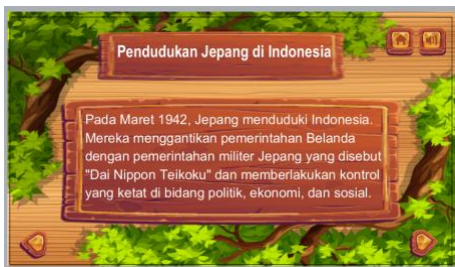 Pendudukan Jepang di Indonesia
Pada Maret 1942, Jepang menduduki Indonesia.
Mereka menggantikan pemerintahan Belanda
dengan pemerintahan militer Jepang yang disebut
"Dai Nippon Teikoku" dan memberlakukan kontrol
yang ketat di bidang politik, ekonomi, dan sosial.